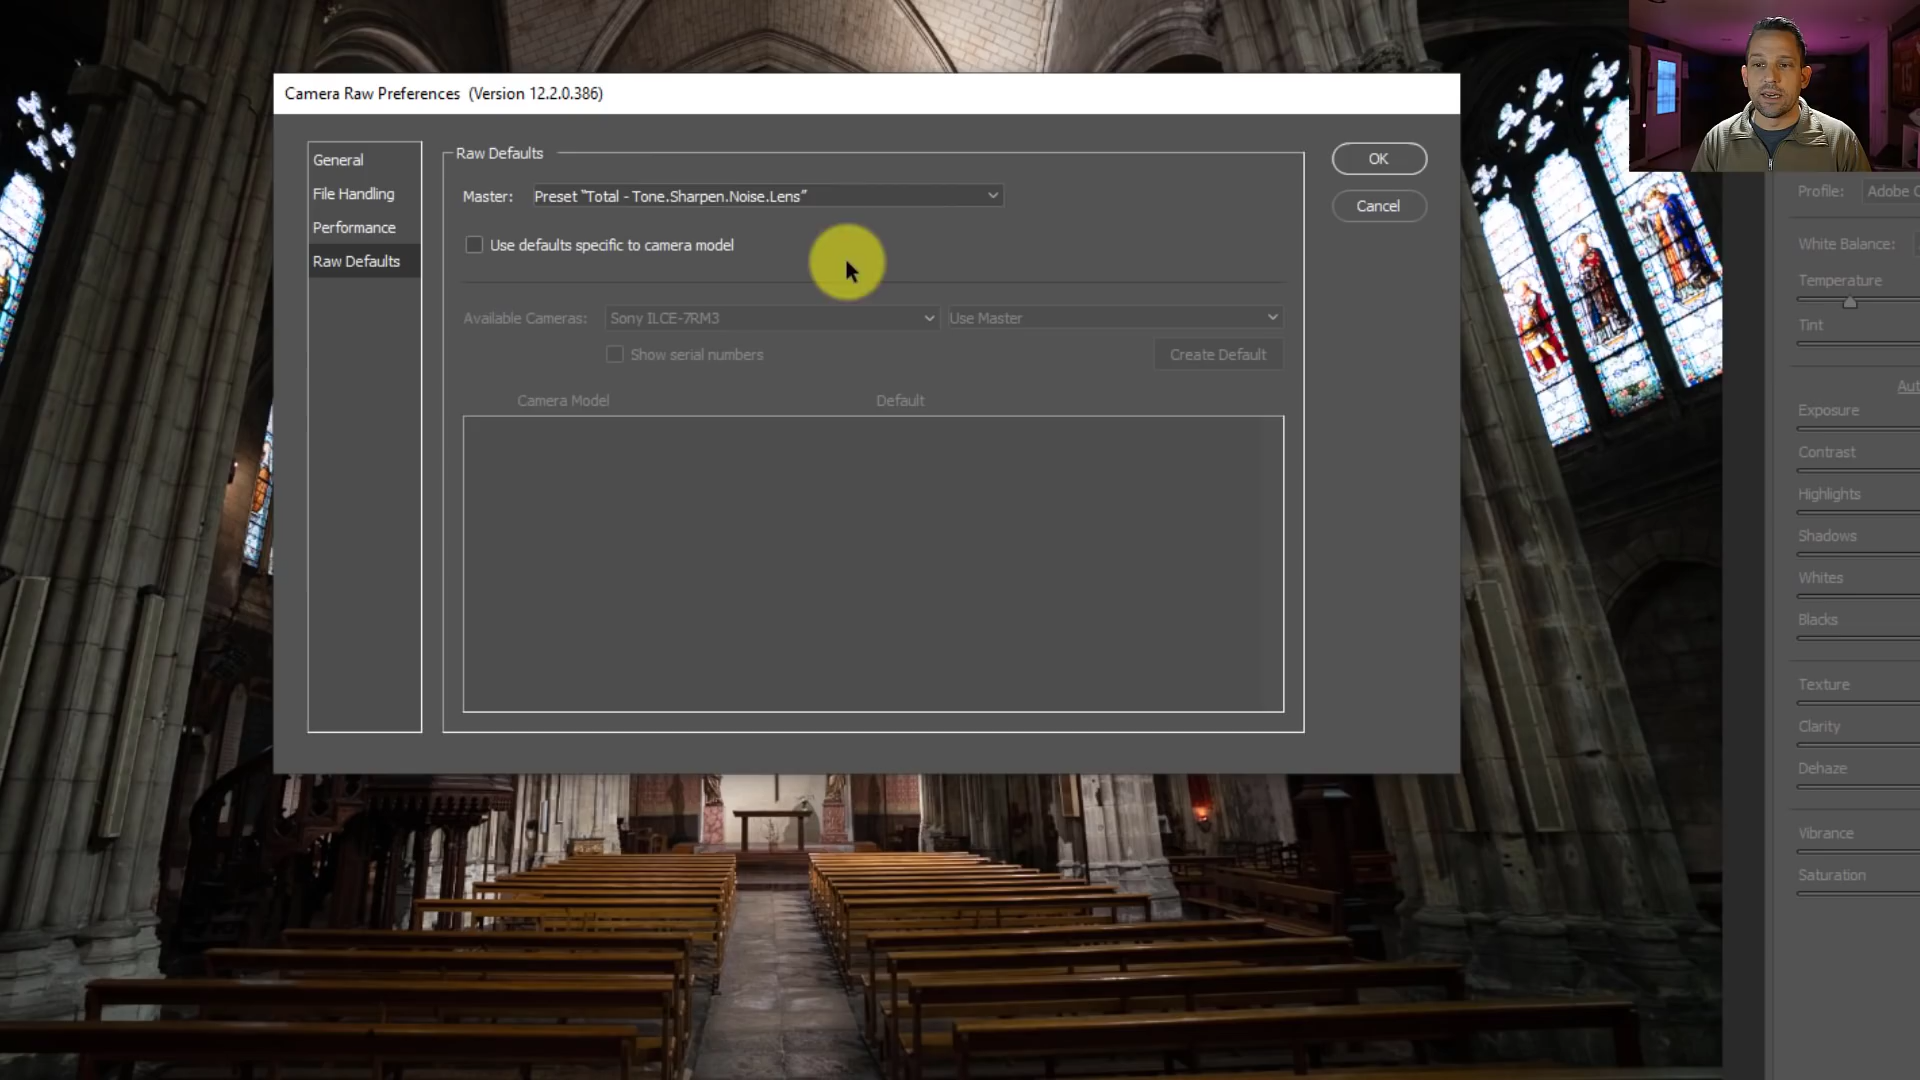 Camera Raw Preferences (Version 12.2.0.386)
General
File Handling
Performance
Raw Defaults
Raw Defaults
Master: Preset “Total - Tone.Sharpen.Noise.Lens”
Use defaults specific to camera model
Available Cameras: Sony ILCE-7RM3 Use Master
Show serial numbers Create Default
Camera Model Default
OK
Cancel
Profile: Adobe C
White Balance:
Temperature
Tint
Aut
Exposure
Contrast
Highlights
Shadows
Whites
Blacks
Texture
Clarity
Dehaze
Vibrance
Saturation